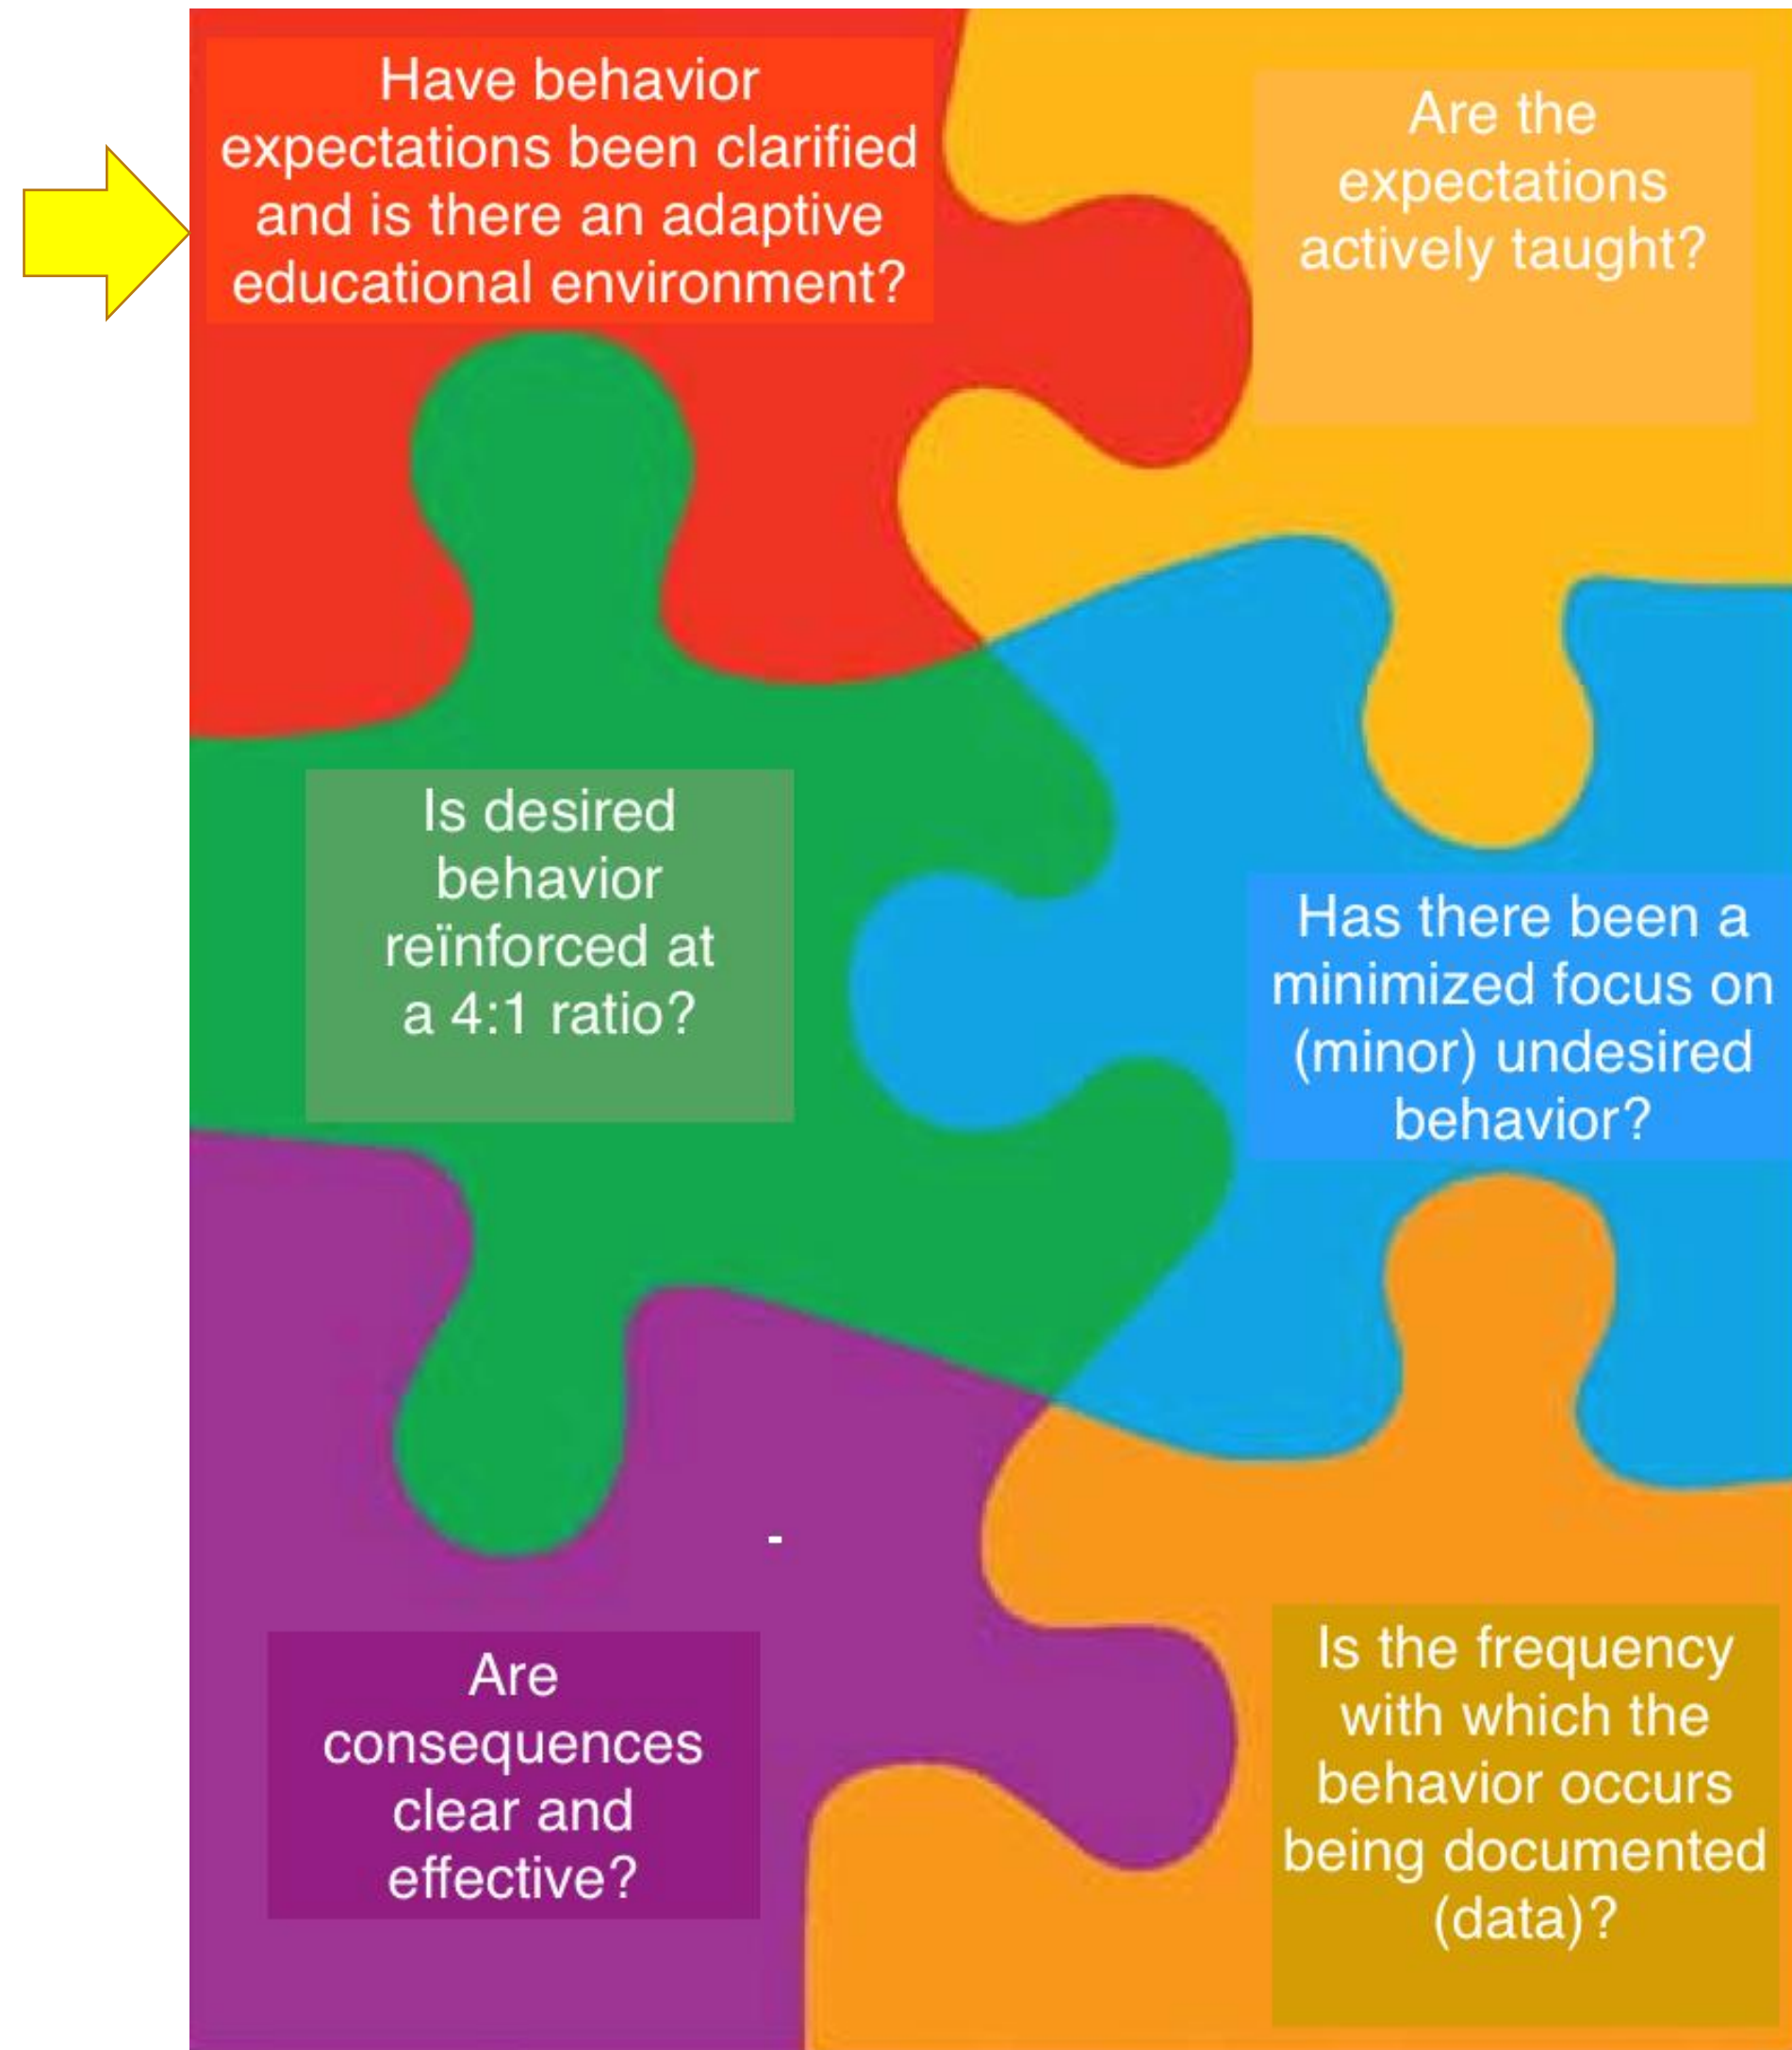 Have behavior
expectations been clarified
and is there an adaptive
educational environment?
Are the
expectations
actively taught?
Is desired
behavior
reïnforced at
a 4:1 ratio?
Has there been a
minimized focus on
(minor) undesired
behavior?
-
Are
consequences
clear and
effective?
Is the frequency
with which the
behavior occurs
being documented
(data)?